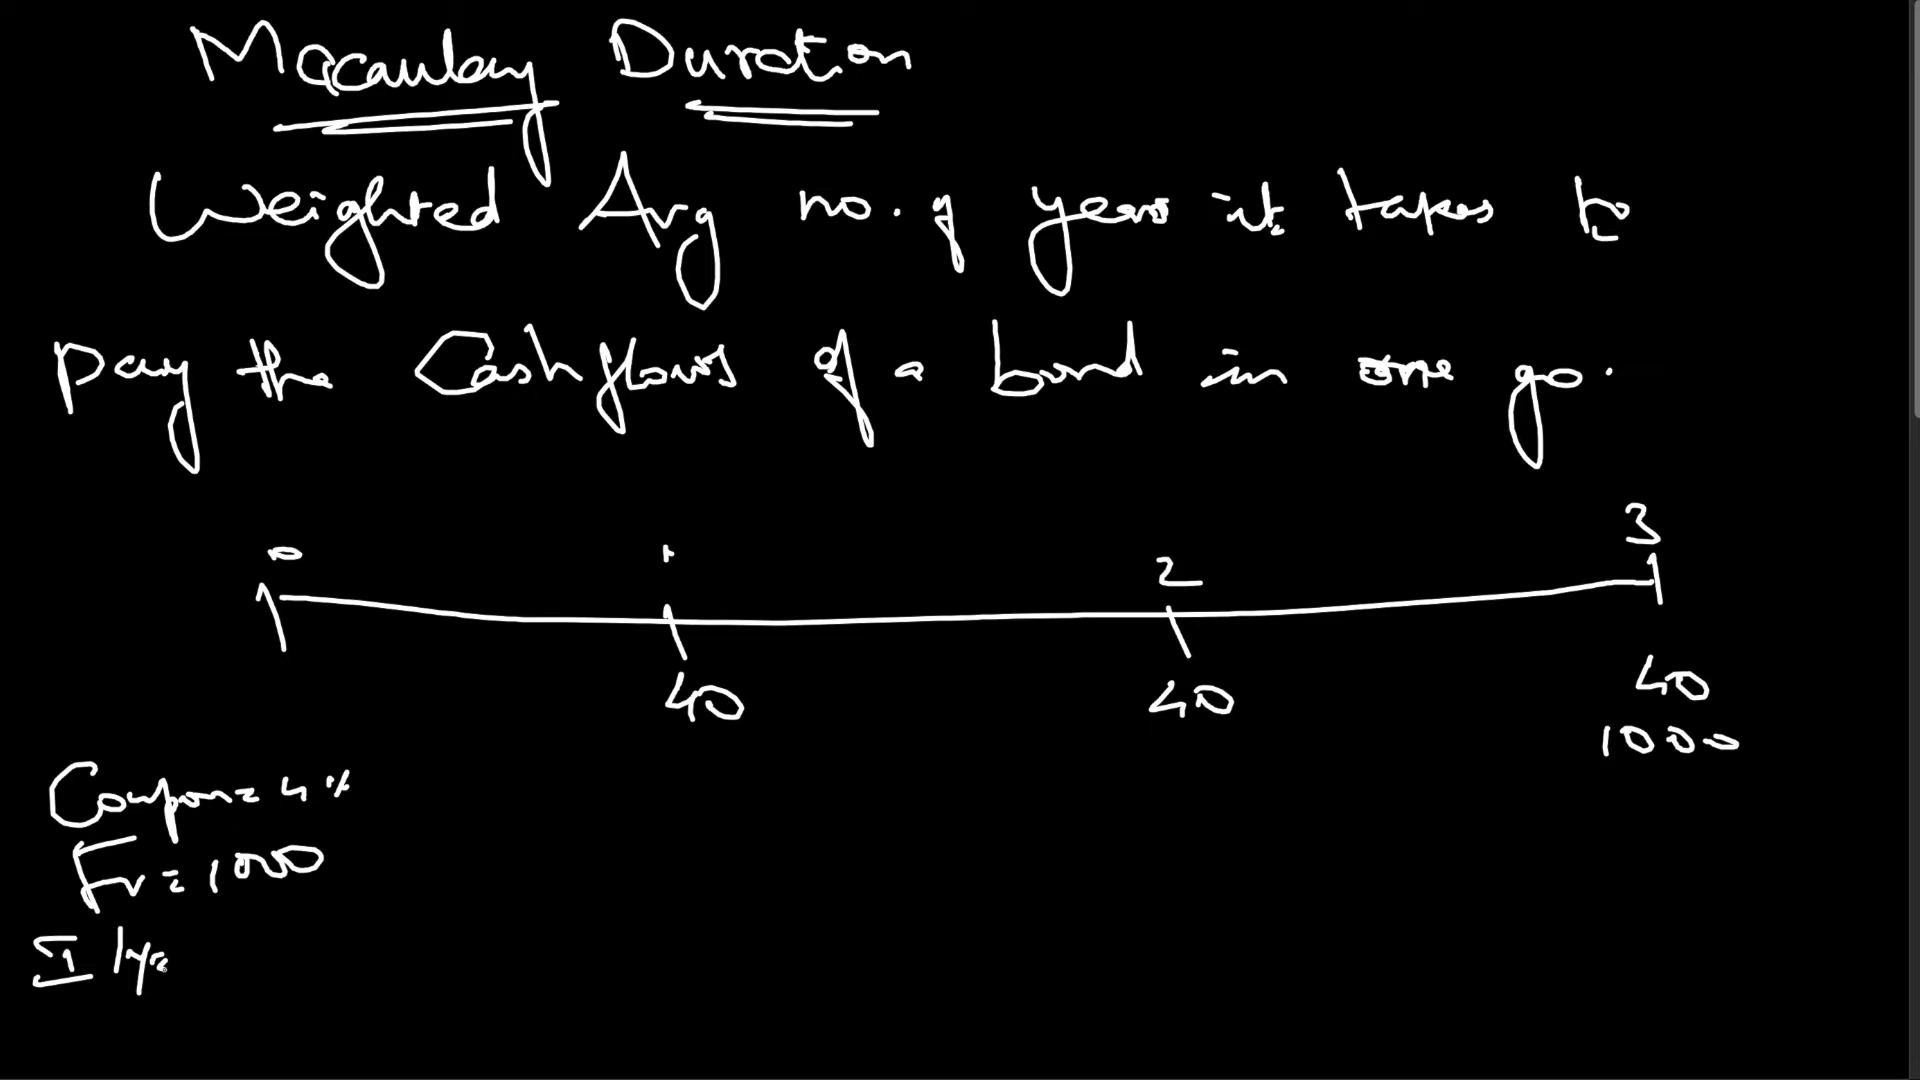 Macaulay Duration
Weighted Avg no. of years it takes to
pay the Cashflows of a bond in one go.
0 1 2 3
40 40 40
1000
Coupon = 4%
FV = 1000
I 1yr